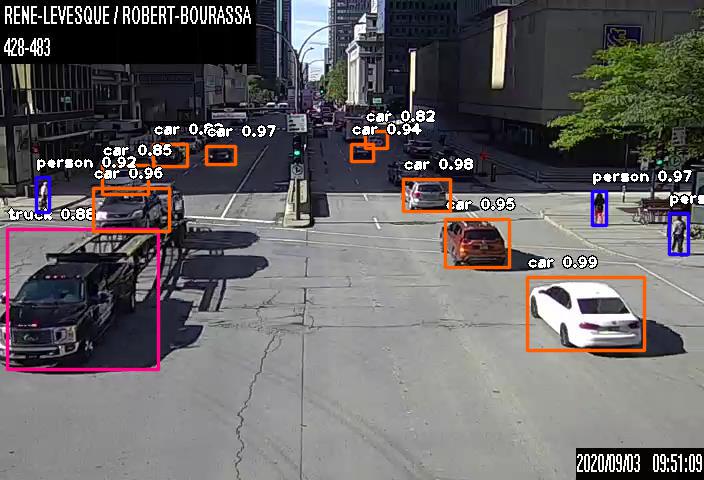 RENE-LEVESQUE / ROBERT-BOURASSA
428-483
car 0.82
car 0.97
car 0.94
car 0.85
person 0.92
car 0.96
car 0.98
person 0.97
pers
truck 0.88
car 0.95
car 0.99
2020/09/03 09:51:09